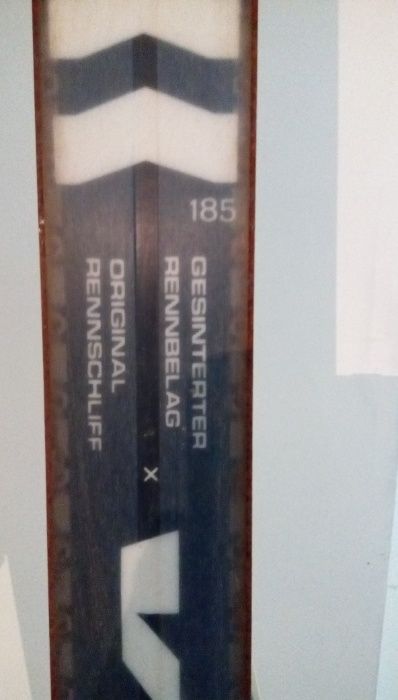 185
GESINTERTER
RENNBELAG
ORIGINAL
RENNSCHLIFF
X